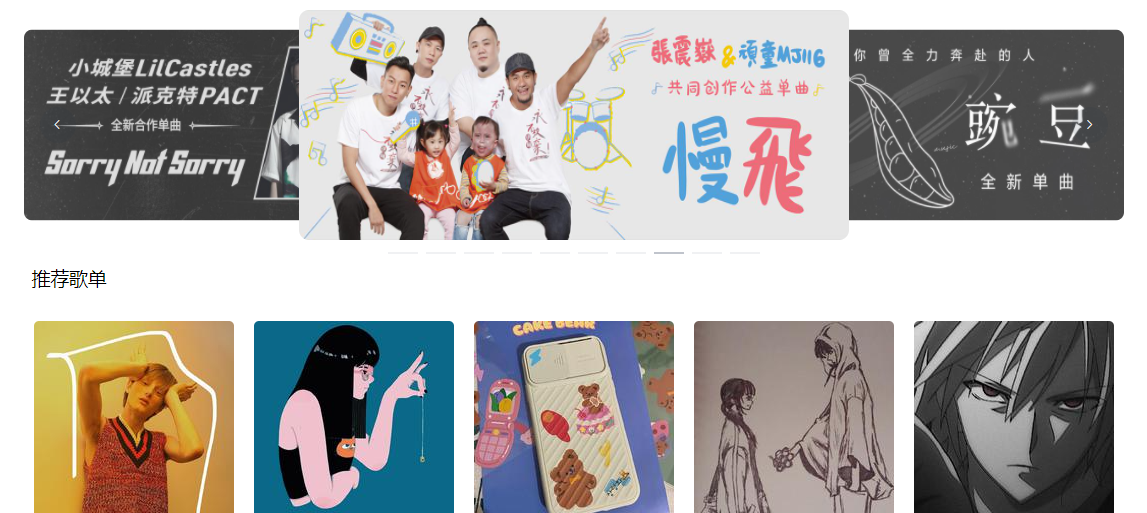 小城堡LilCastles
王以太 / 派克特PACT
全新合作单曲
Sorry Not Sorry
張震嶽&頑童MJ116
共同创作公益单曲
慢飛
你曾全力奔赴的人
music
豌豆
全新单曲
推荐歌单
CAKE BEAR